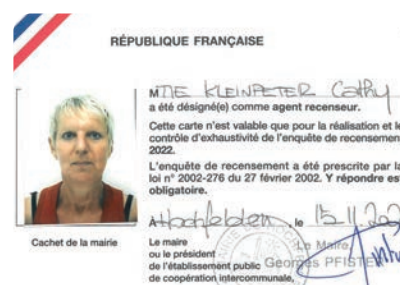 RÉPUBLIQUE FRANÇAISE
MME KLEINPETER Cathy
a été désigné(e) comme agent recenseur.
Cette carte n'est valable que pour la réalisation et le
contrôle d'exhaustivité de l'enquête de recensement
2022.
L'enquête de recensement a été prescrite par la
loi n° 2002-276 du 27 février 2002. Y répondre est
obligatoire.
A Hochfelden, le 15.11.202
Cachet de la mairie
Le maire
ou le président
de l'établissement public
de coopération intercommunale,
Le Maire,
Georges PFISTER